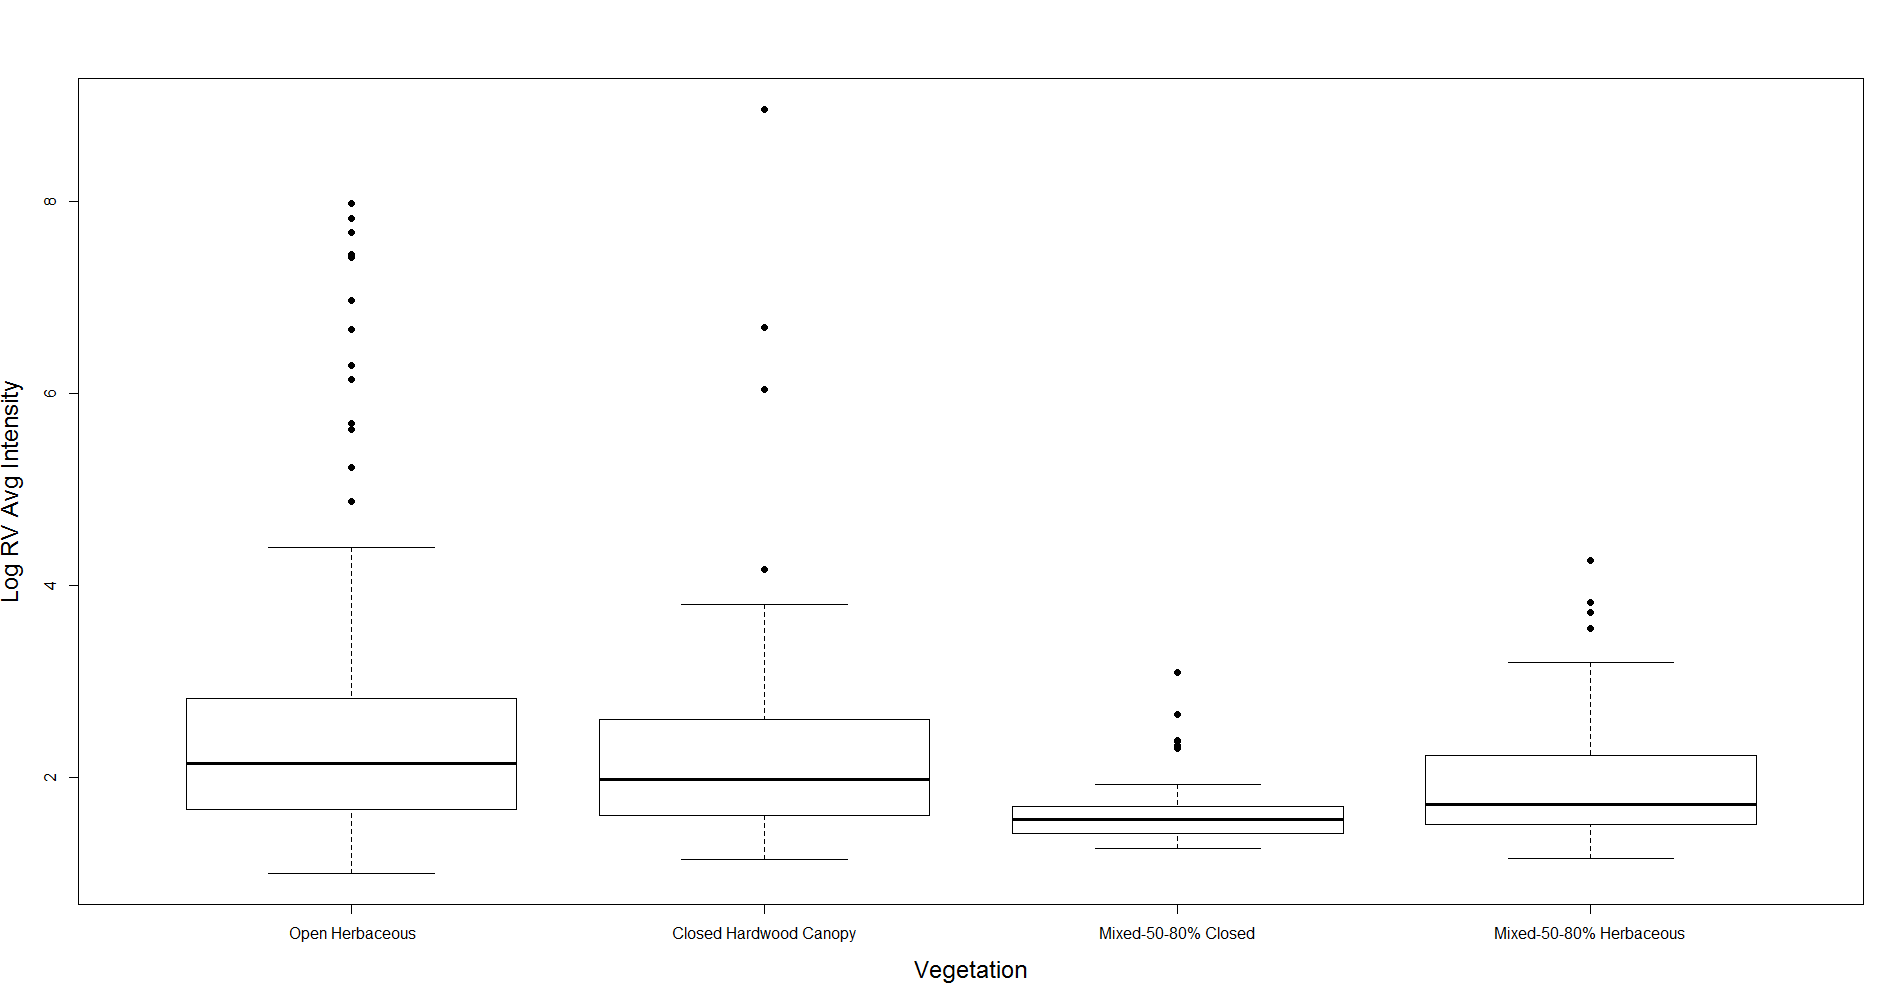 Log RV Avg Intensity
8
6
4
2
Open Herbaceous
Closed Hardwood Canopy
Mixed-50-80% Closed
Mixed-50-80% Herbaceous
Vegetation